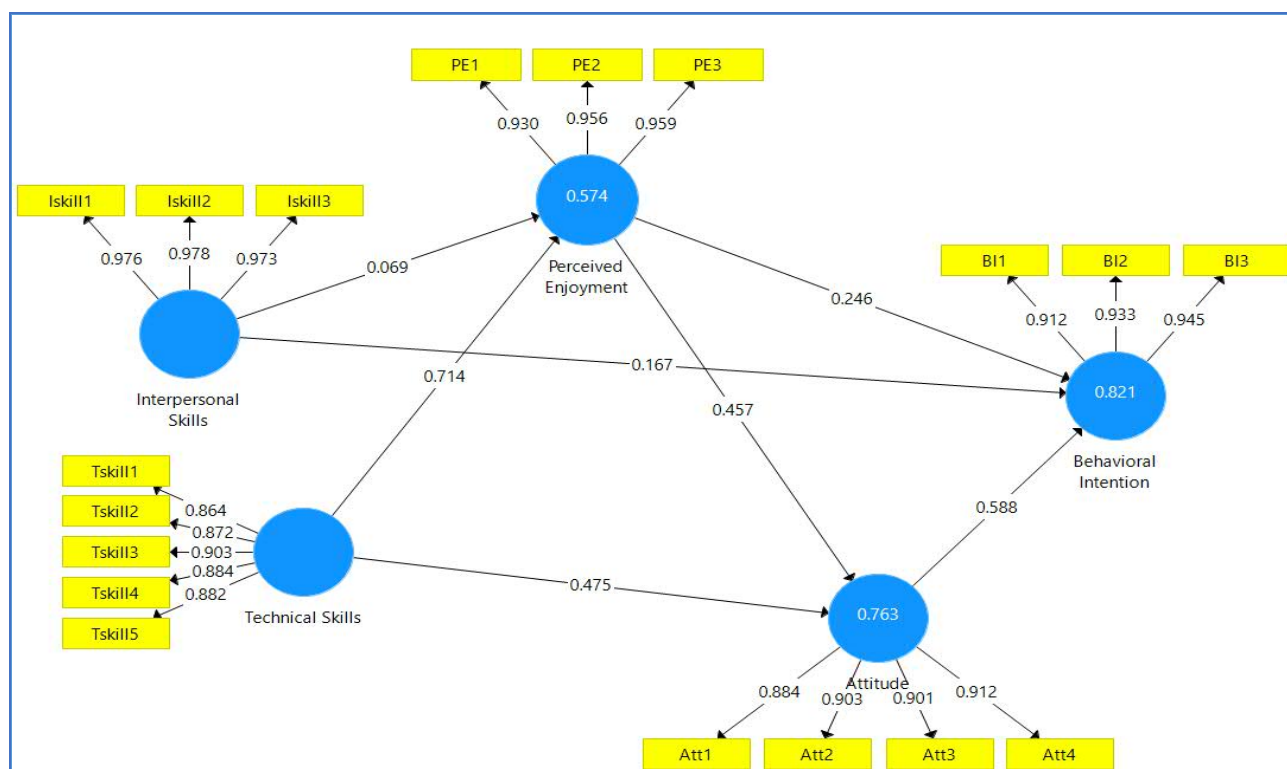 PE1 PE2 PE3
0.930 0.956 0.959
Iskill1 Iskill2 Iskill3
0.976 0.978 0.973
0.574
Perceived
Enjoyment
0.069
Interpersonal
Skills
0.714
0.167
0.246
0.457
BI1 BI2 BI3
0.912 0.933 0.945
0.821
Behavioral
Intention
0.588
Tskill1
Tskill2
Tskill3
Tskill4
Tskill5
0.864
0.872
0.903
0.884
0.882
Technical Skills
0.475
0.763
Attitude
0.884 0.903 0.901 0.912
Att1 Att2 Att3 Att4